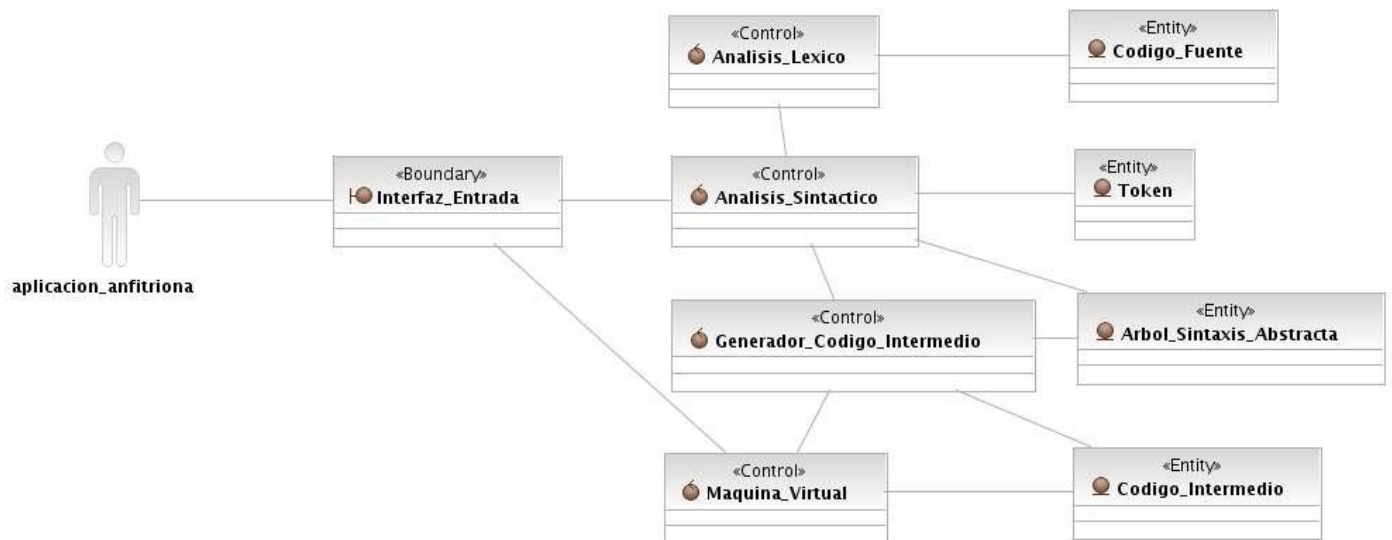 «Control»
Analisis_Lexico
«Entity»
Codigo_Fuente
«Boundary»
Interfaz_Entrada
«Control»
Analisis_Sintactico
«Entity»
Token
aplicacion_anfitriona
«Control»
Generador_Codigo_Intermedio
«Entity»
Arbol_Sintaxis_Abstracta
«Control»
Maquina_Virtual
«Entity»
Codigo_Intermedio